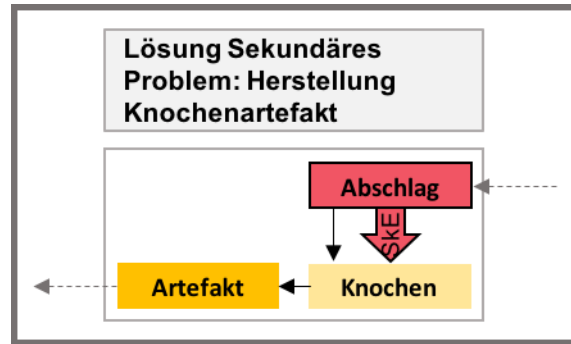 Lösung Sekundäres
Problem: Herstellung
Knochenartefakt
Abschlag
SkE
Artefakt
Knochen